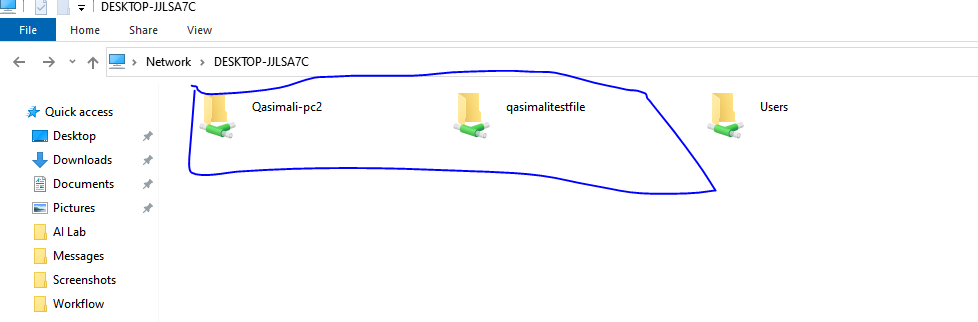 DESKTOP-JJLSA7C
File Home Share View
Network > DESKTOP-JJLSA7C
Quick access
Desktop
Downloads
Documents
Pictures
AI Lab
Messages
Screenshots
Workflow
Qasimali-pc2
qasimalitestfile
Users